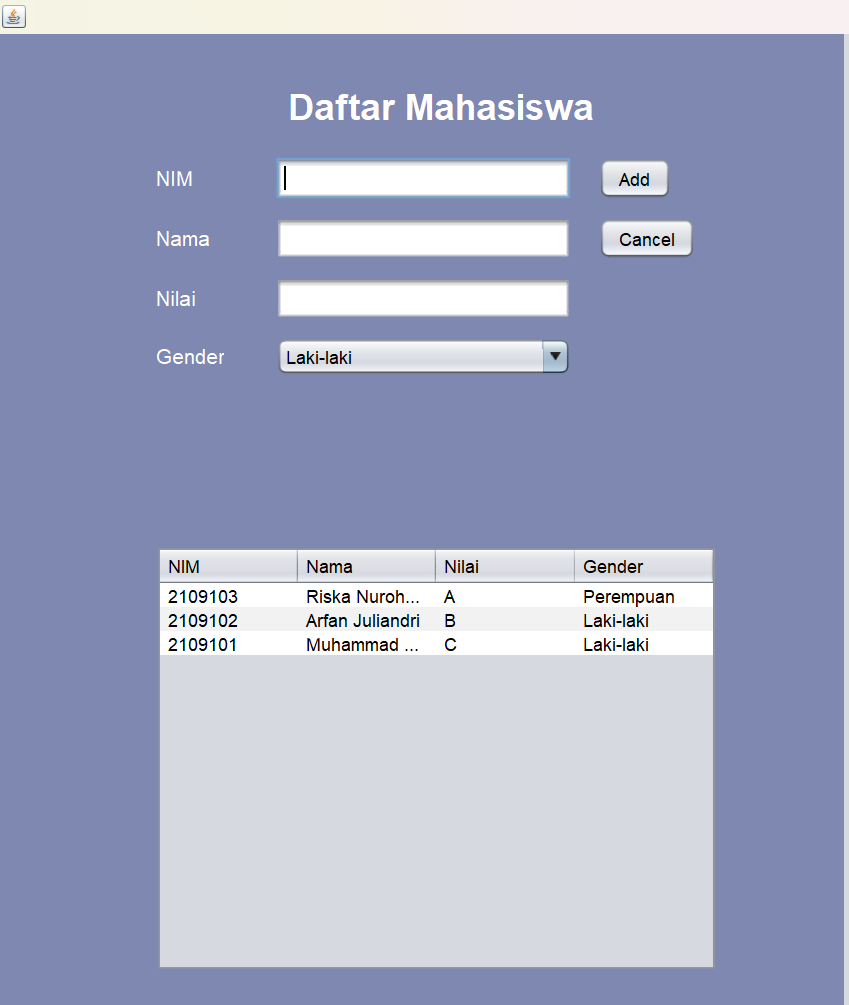 Daftar Mahasiswa
NIM
Add
Nama
Cancel
Nilai
Gender Laki-laki
NIM Nama Nilai Gender
2109103 Riska Nuroh... A Perempuan
2109102 Arfan Juliandri B Laki-laki
2109101 Muhammad ... C Laki-laki